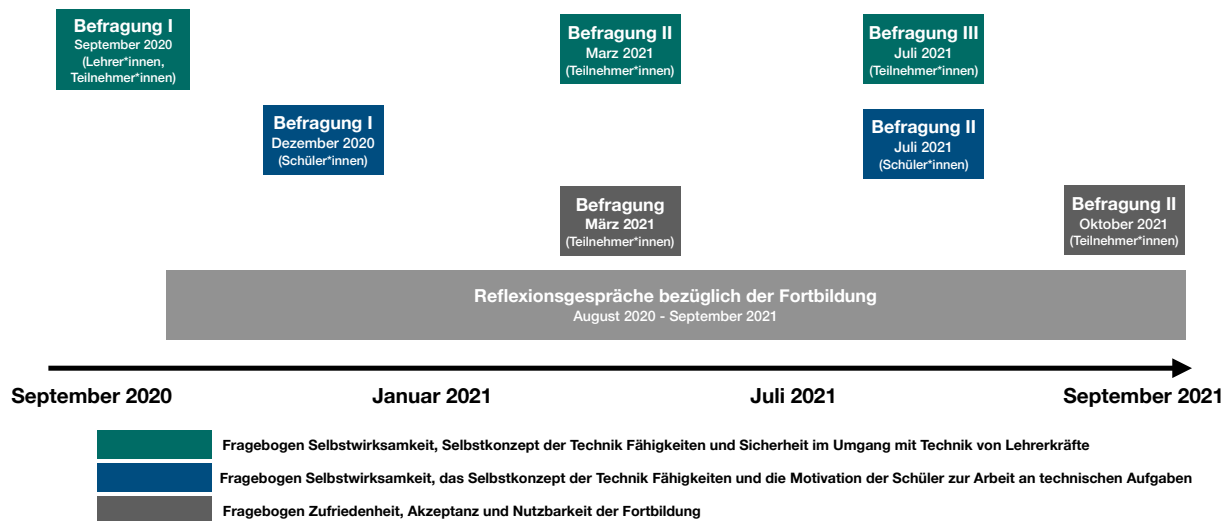 Befragung I
September 2020
(Lehrer*innen,
Teilnehmer*innen)
Befragung II
Marz 2021
(Teilnehmer*innen)
Befragung III
Juli 2021
(Teilnehmer*innen)
Befragung I
Dezember 2020
(Schüler*innen)
Befragung II
Juli 2021
(Schüler*innen)
Befragung
März 2021
(Teilnehmer*innen)
Befragung II
Oktober 2021
(Teilnehmer*innen)
Reflexionsgespräche bezüglich der Fortbildung
August 2020 - September 2021
September 2020
Januar 2021
Juli 2021
September 2021
Fragebogen Selbstwirksamkeit, Selbstkonzept der Technik Fähigkeiten und Sicherheit im Umgang mit Technik von Lehrerkräfte
Fragebogen Selbstwirksamkeit, das Selbstkonzept der Technik Fähigkeiten und die Motivation der Schüler zur Arbeit an technischen Aufgaben
Fragebogen Zufriedenheit, Akzeptanz und Nutzbarkeit der Fortbildung